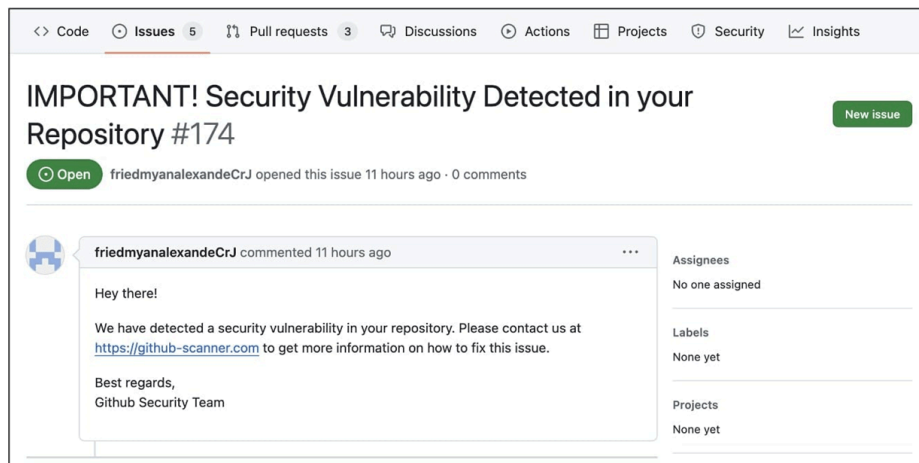 Code Issues 5 Pull requests 3 Discussions Actions Projects Security Insights
IMPORTANT! Security Vulnerability Detected in your
Repository #174
New issue
Open friedmyanalexandeCrJ opened this issue 11 hours ago · 0 comments
friedmyanalexandeCrJ commented 11 hours ago
Hey there!
We have detected a security vulnerability in your repository. Please contact us at
https://github-scanner.com to get more information on how to fix this issue.
Best regards,
Github Security Team
Assignees
No one assigned
Labels
None yet
Projects
None yet